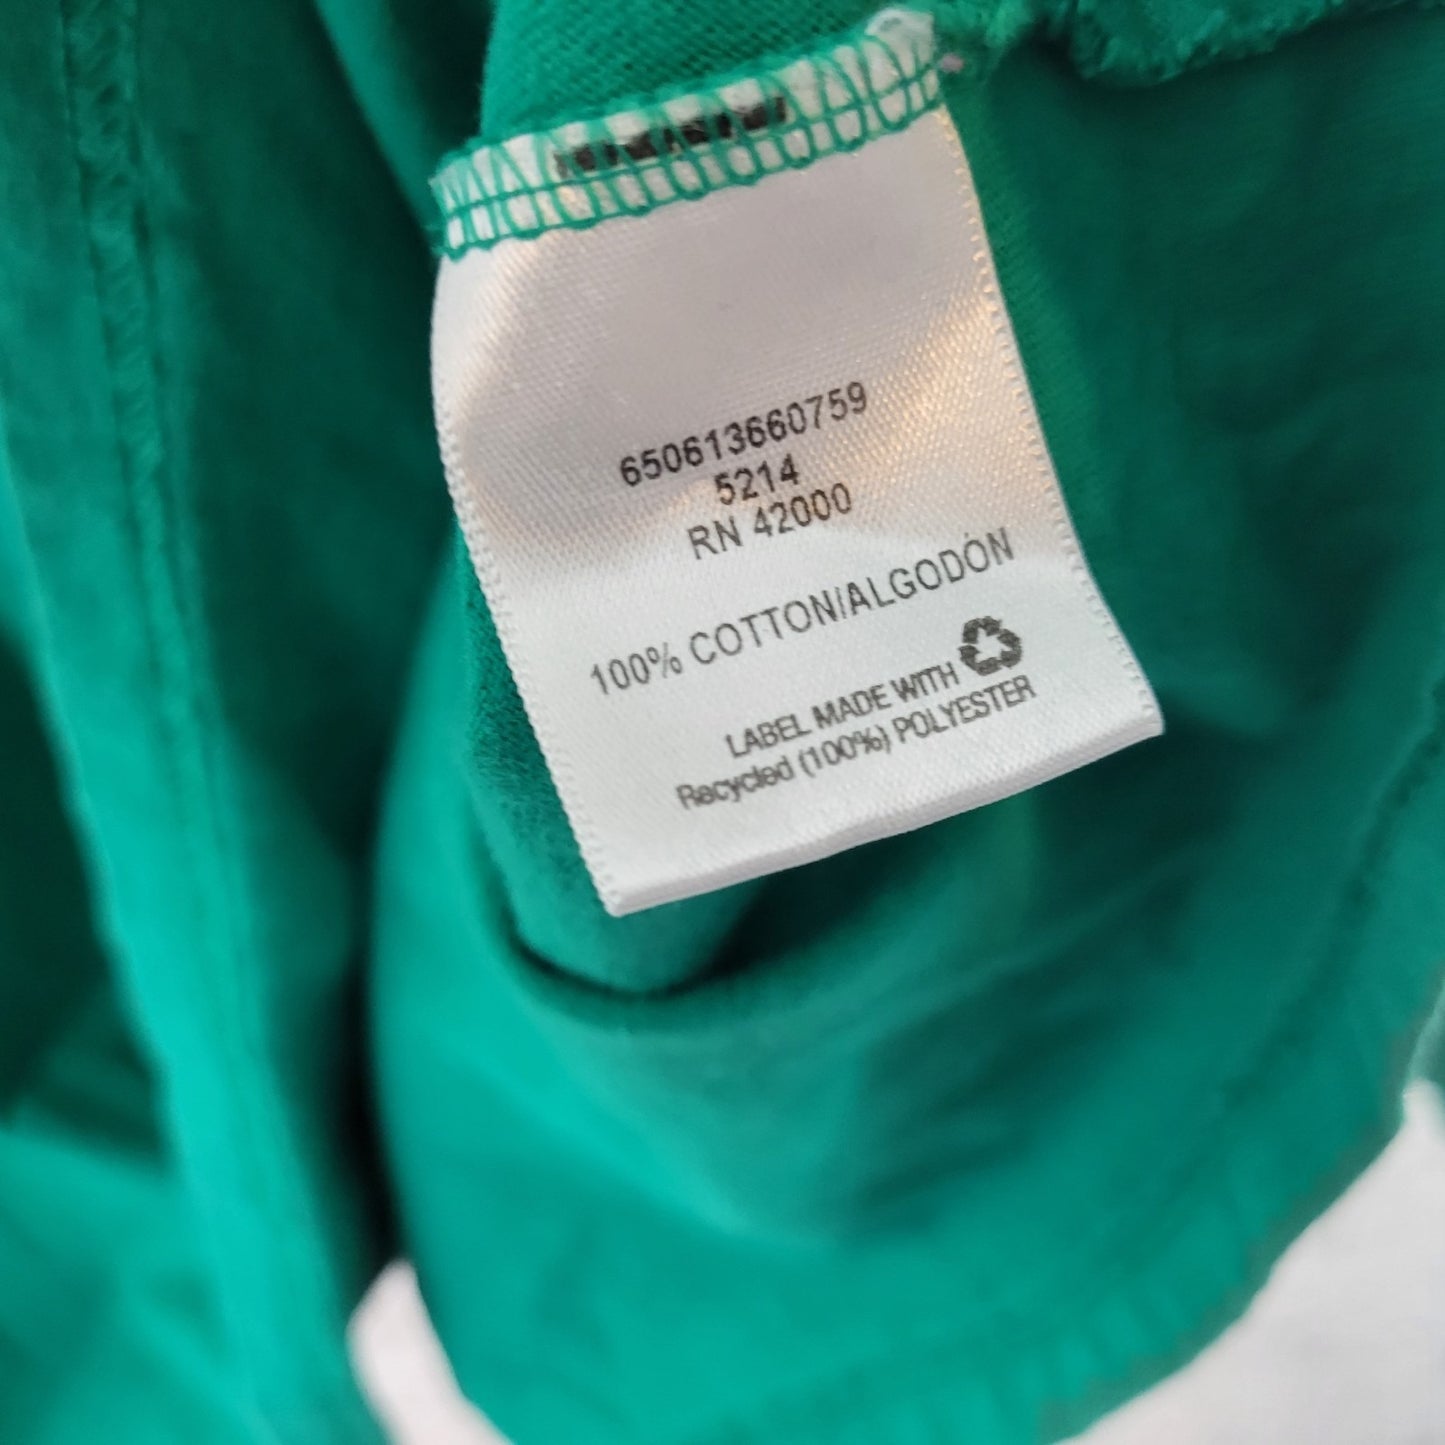 650613660759
5214
RN 42000
100% COTTON/ALGODÓN
LABEL MADE WITH
Recycled (100%) POLYESTER